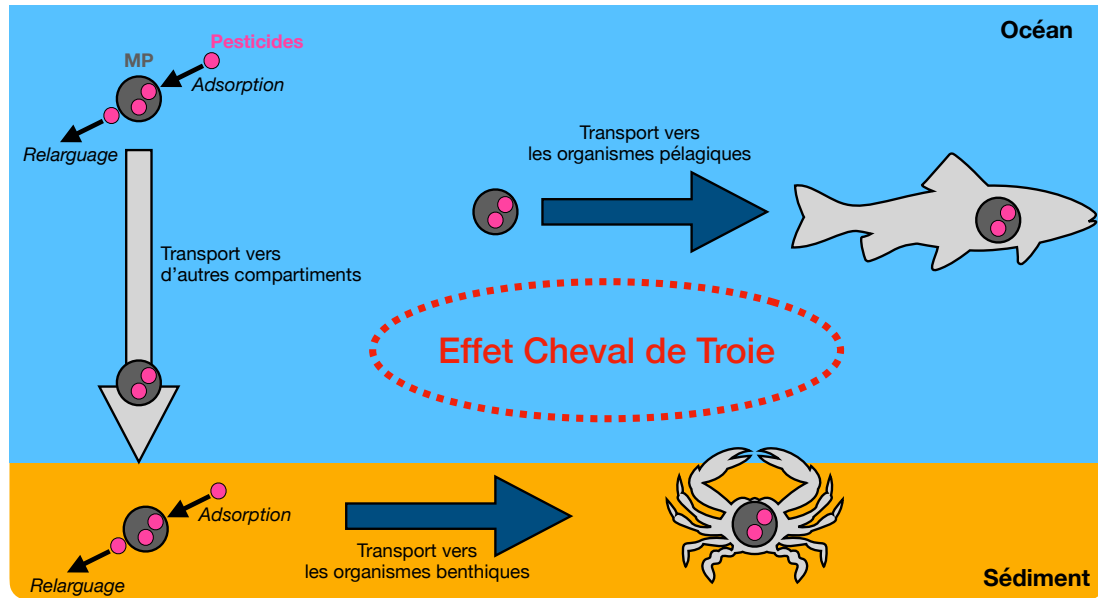 Océan
Pesticides
MP
Adsorption
Relarguage
Transport vers
les organismes pélagiques
Transport vers
d'autres compartiments
Effet Cheval de Troie
Adsorption
Relarguage
Transport vers
les organismes benthiques
Sédiment